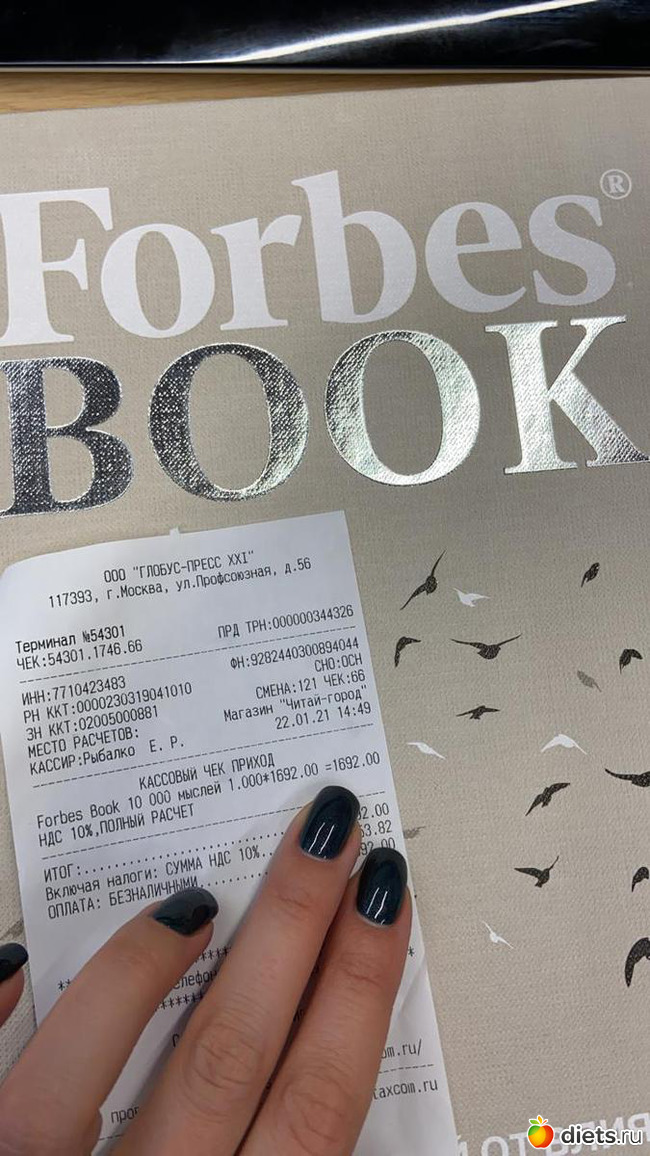 Forbes®
BOOK
ООО "ГЛОБУС-ПРЕСС XXI"
117393, г.Москва, ул.Профсоюзная, д.56
Терминал №54301 ПРД ТРН:000000344326
ЧЕК:54301.1746.66
ИНН:7710423483 ФН:9282440300894044
РН ККТ:0000230319041010 СНО:ОСН
ЗН ККТ:02005000881 СМЕНА:121 ЧЕК:66
МЕСТО РАСЧЕТОВ: Магазин "Читай-город"
КАССИР:Рыбалко Е. Р. 22.01.21 14:49
КАССОВЫЙ ЧЕК ПРИХОД
Forbes Book 10 000 мыслей 1.000*1692.00 =1692.00
НДС 10%,ПОЛНЫЙ РАСЧЕТ
ИТОГ:
Включая налоги: СУММА НДС 10%
ОПЛАТА: БЕЗНАЛИЧНЫМИ
diets.ru